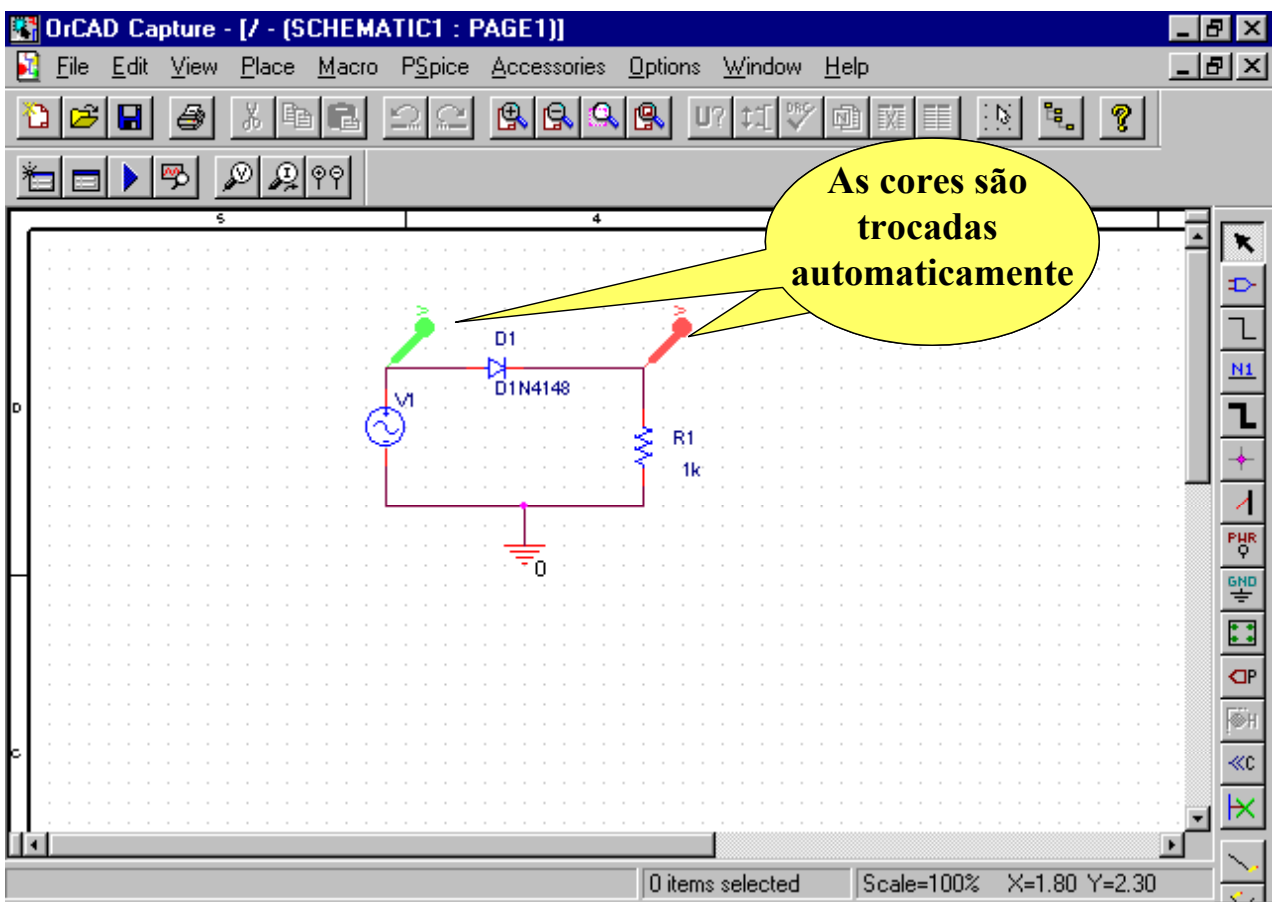 OrCAD Capture - [/ - (SCHEMATIC1 : PAGE1)]
File Edit View Place Macro PSpice Accessories Options Window Help
U? DRC
V I
5 4
As cores são
trocadas
automaticamente
V V
D1
D1N4148
V1
R1
1k
0
D
C
N1
PWR
GND
P
H
C
0 items selected Scale=100% X=1.80 Y=2.30